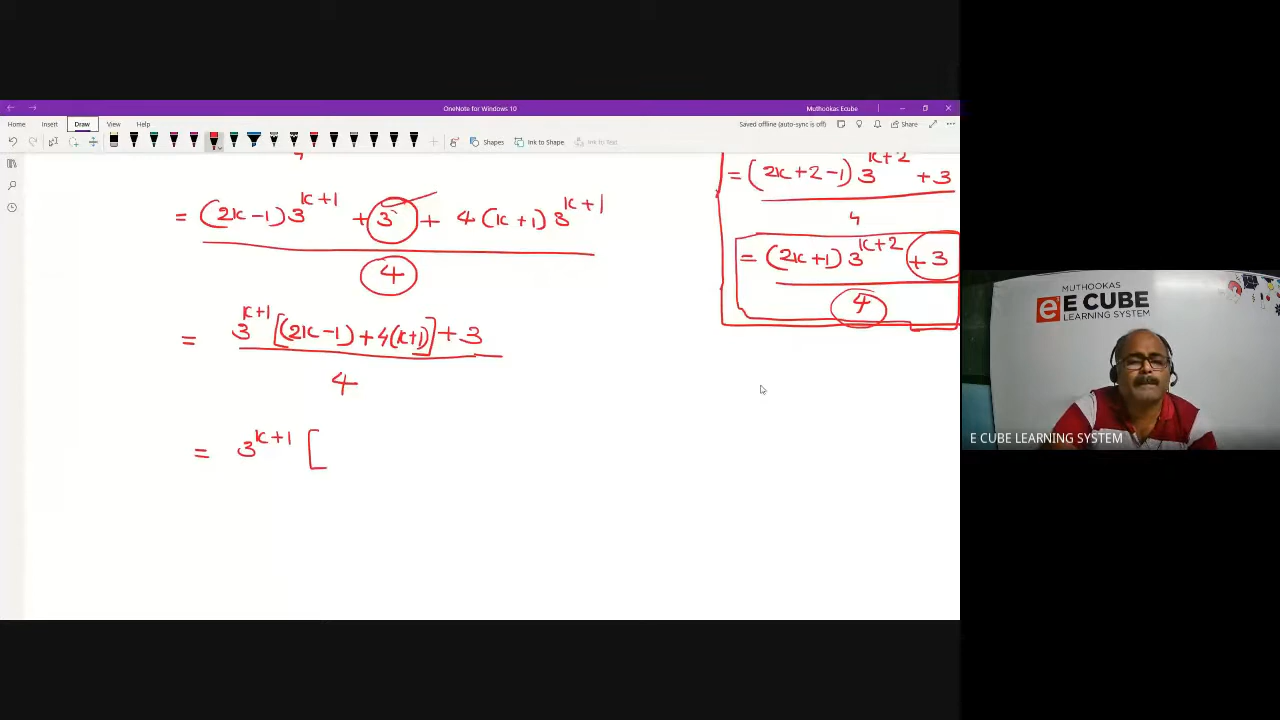 OneNote for Windows 10
Muthookas Ecube
Home Insert Draw View Help
Saved offline (auto-sync is off) Share
Shapes Ink to Shape Ink to Text
4
= (2k-1)3^{k+1} + 3 + 4(k+1)3^{k+1}
4
= 3^{k+1} [(2k-1) + 4(k+1)] + 3
4
= 3^{k+1} [
= (2k+2-1)3^{k+2} + 3
4
= (2k+1)3^{k+2} + 3
4
MUTHOOKAS
e E CUBE
LEARNING SYSTEM
E CUBE LEARNING SYSTEM